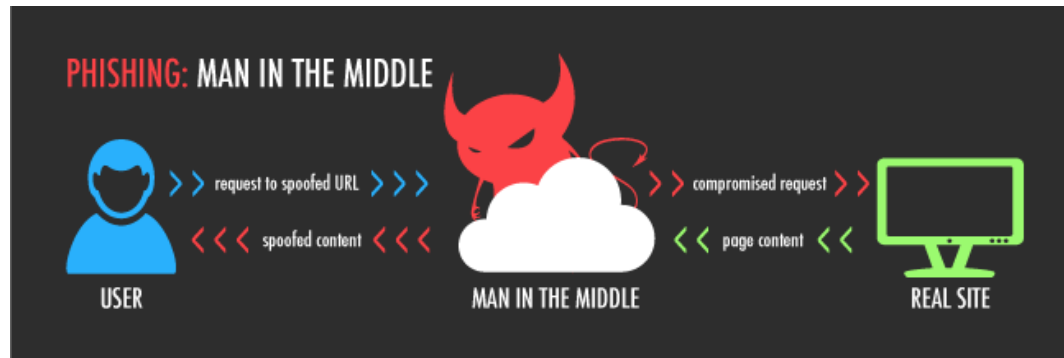 PHISHING: MAN IN THE MIDDLE
request to spoofed URL
compromised request
spoofed content
page content
USER
MAN IN THE MIDDLE
REAL SITE